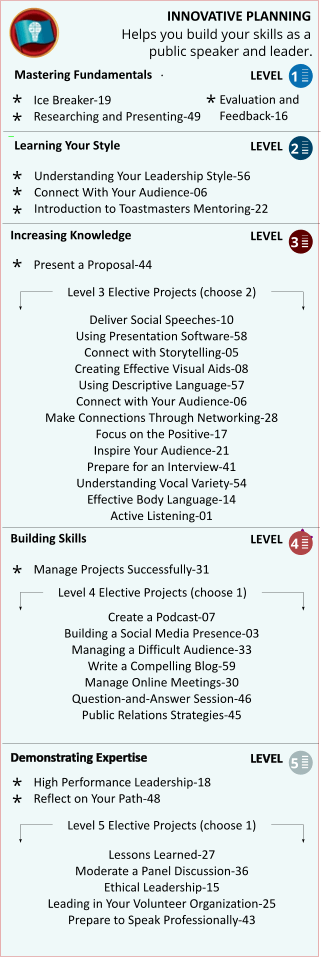 INNOVATIVE PLANNING
Helps you build your skills as a
public speaker and leader.
Mastering Fundamentals
LEVEL 1
* Ice Breaker-19
* Researching and Presenting-49
* Evaluation and
Feedback-16
Learning Your Style
LEVEL 2
* Understanding Your Leadership Style-56
* Connect With Your Audience-06
* Introduction to Toastmasters Mentoring-22
Increasing Knowledge
LEVEL 3
* Present a Proposal-44
Level 3 Elective Projects (choose 2)
Deliver Social Speeches-10
Using Presentation Software-58
Connect with Storytelling-05
Creating Effective Visual Aids-08
Using Descriptive Language-57
Connect with Your Audience-06
Make Connections Through Networking-28
Focus on the Positive-17
Inspire Your Audience-21
Prepare for an Interview-41
Understanding Vocal Variety-54
Effective Body Language-14
Active Listening-01
Building Skills
LEVEL 4
* Manage Projects Successfully-31
Level 4 Elective Projects (choose 1)
Create a Podcast-07
Building a Social Media Presence-03
Managing a Difficult Audience-33
Write a Compelling Blog-59
Manage Online Meetings-30
Question-and-Answer Session-46
Public Relations Strategies-45
Demonstrating Expertise
LEVEL 5
* High Performance Leadership-18
* Reflect on Your Path-48
Level 5 Elective Projects (choose 1)
Lessons Learned-27
Moderate a Panel Discussion-36
Ethical Leadership-15
Leading in Your Volunteer Organization-25
Prepare to Speak Professionally-43